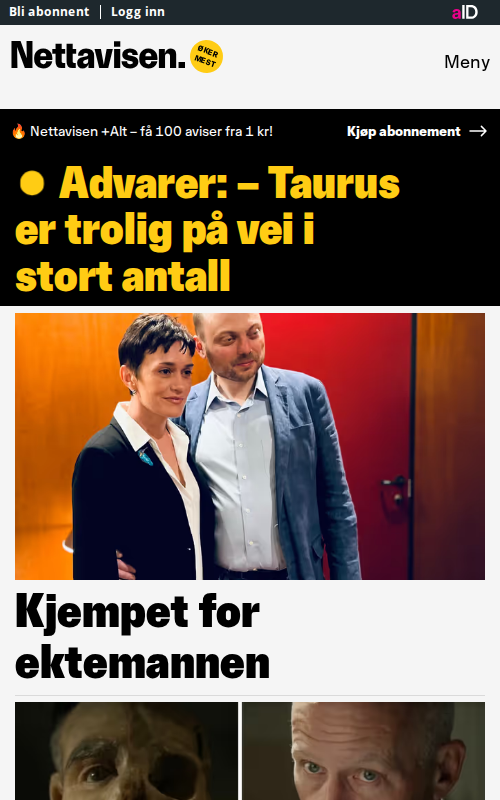 Bli abonnent | Logg inn
aID
Nettavisen.
ØKER
MEST
Meny
🔥 Nettavisen +Alt – få 100 aviser fra 1 kr!
Kjøp abonnement →
Advarer: – Taurus
er trolig på vei i
stort antall
Kjempet for
ektemannen